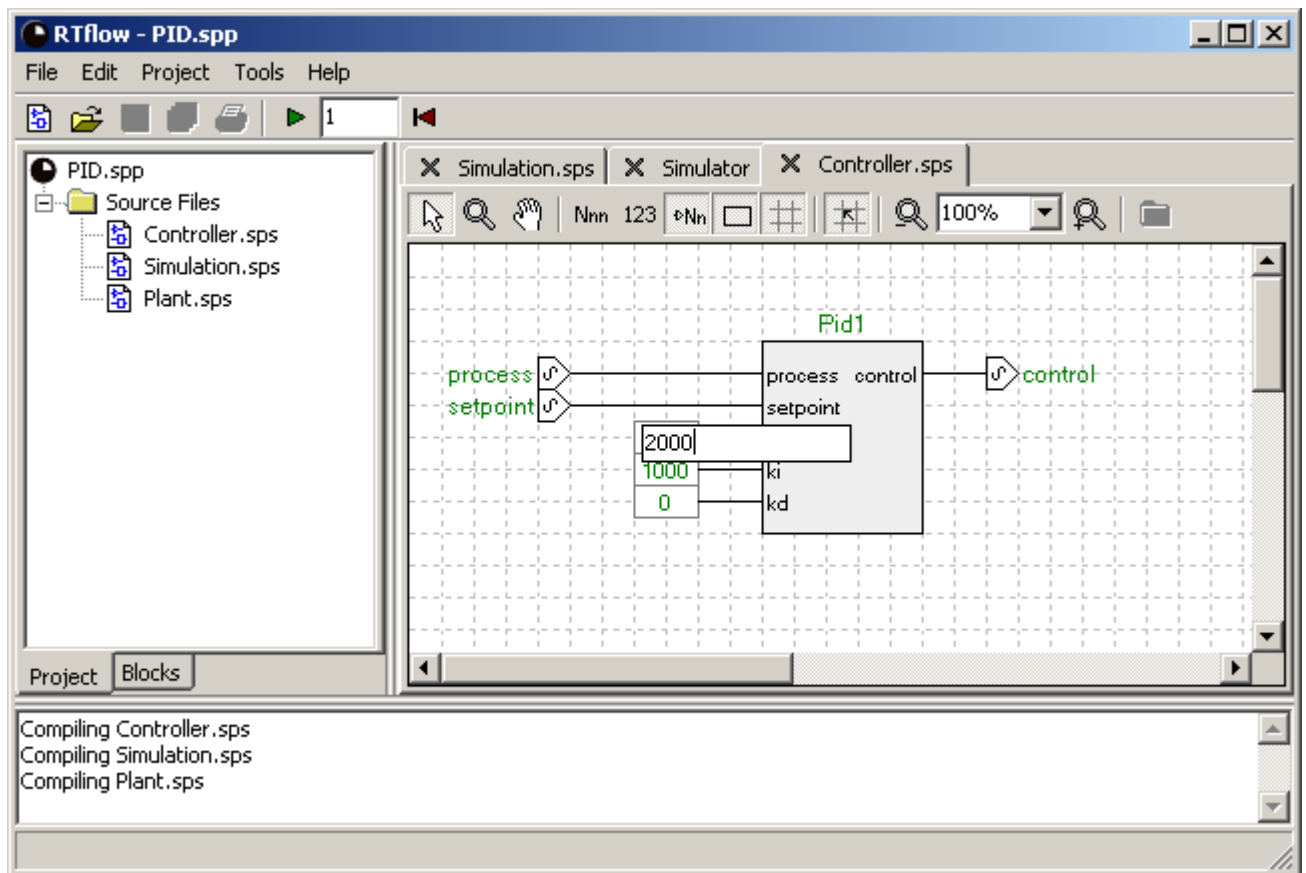 RTflow - PID.spp
File Edit Project Tools Help
1
PID.spp
Source Files
Controller.sps
Simulation.sps
Plant.sps
Project Blocks
Simulation.sps Simulator Controller.sps
Nnn 123 Nn 100%
Pid1
process process control control
setpoint setpoint
2000
1000 ki
0 kd
Compiling Controller.sps
Compiling Simulation.sps
Compiling Plant.sps